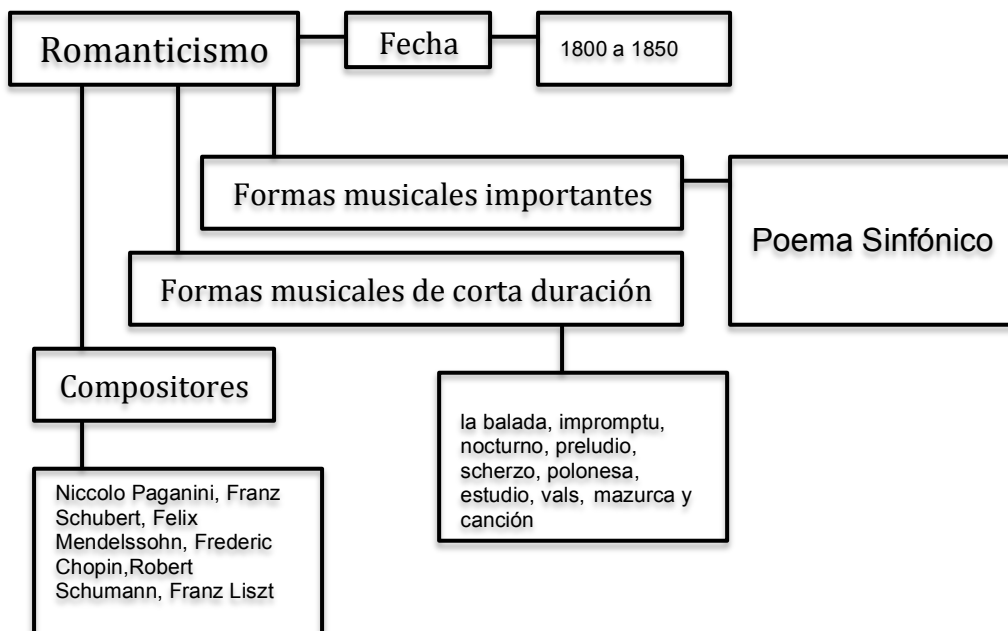 Romanticismo
Fecha
1800 a 1850
Formas musicales importantes
Poema Sinfónico
Formas musicales de corta duración
Compositores
la balada, impromptu,
nocturno, preludio,
scherzo, polonesa,
estudio, vals, mazurca y
canción
Niccolo Paganini, Franz
Schubert, Felix
Mendelssohn, Frederic
Chopin,Robert
Schumann, Franz Liszt